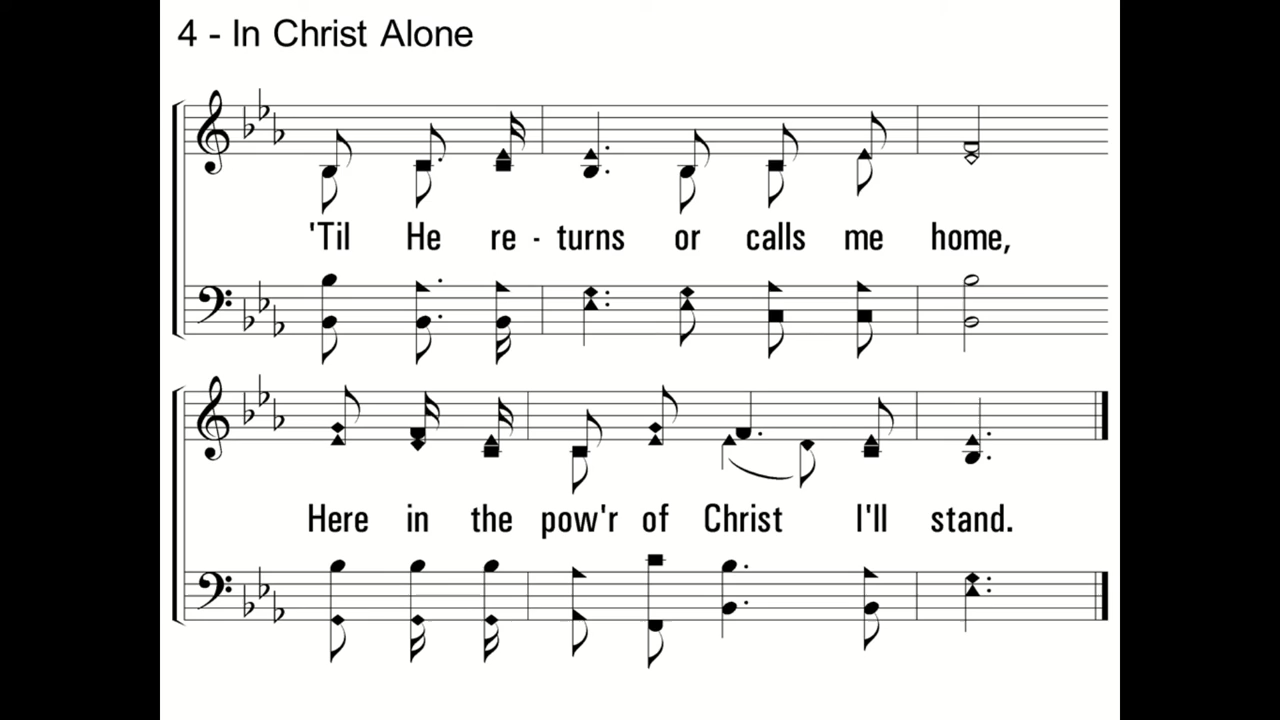 4 - In Christ Alone
'Til He re - turns or calls me home,
Here in the pow'r of Christ I'll stand.